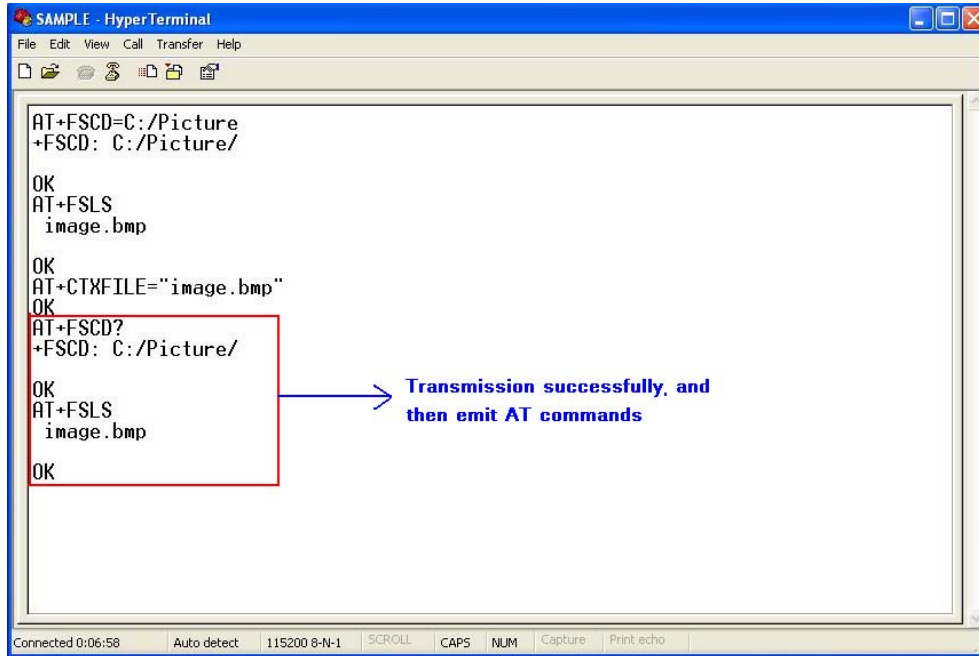 SAMPLE - HyperTerminal
File Edit View Call Transfer Help
AT+FSCD=C:/Picture
+FSCD: C:/Picture/
OK
AT+FSLS
image.bmp
OK
AT+CTXFILE="image.bmp"
OK
AT+FSCD?
+FSCD: C:/Picture/
OK
AT+FSLS
image.bmp
OK
Transmission successfully, and
then emit AT commands
Connected 0:06:58 Auto detect 115200 8-N-1 SCROLL CAPS NUM Capture Print echo